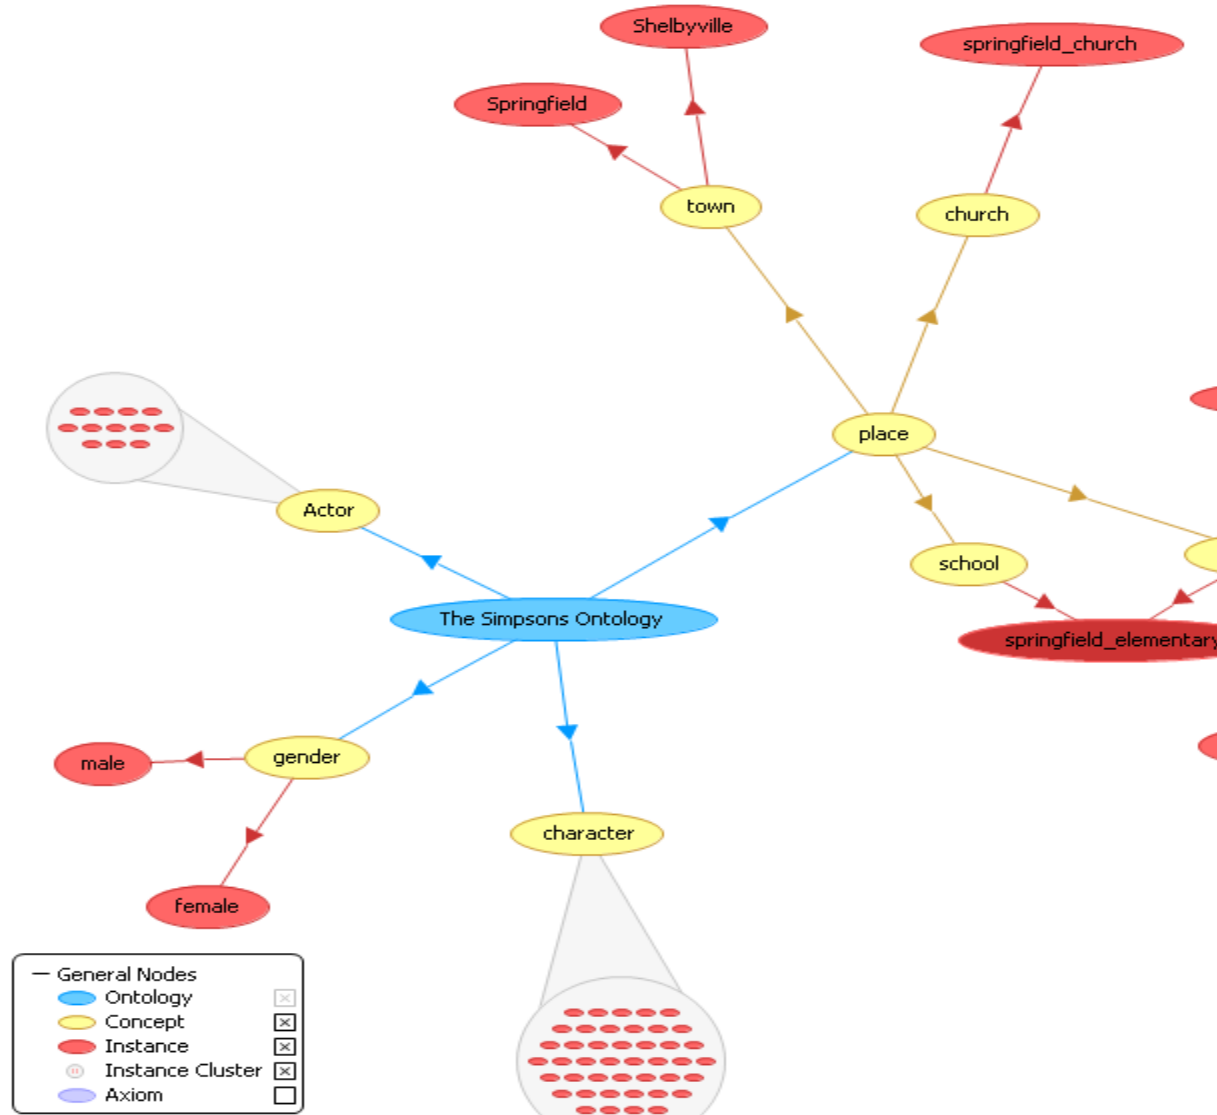 Shelbyville
springfield_church
Springfield
town
church
place
Actor
school
The Simpsons Ontology
springfield_elementary
gender
male
character
female
General Nodes
Ontology
Concept
Instance
Instance Cluster
Axiom